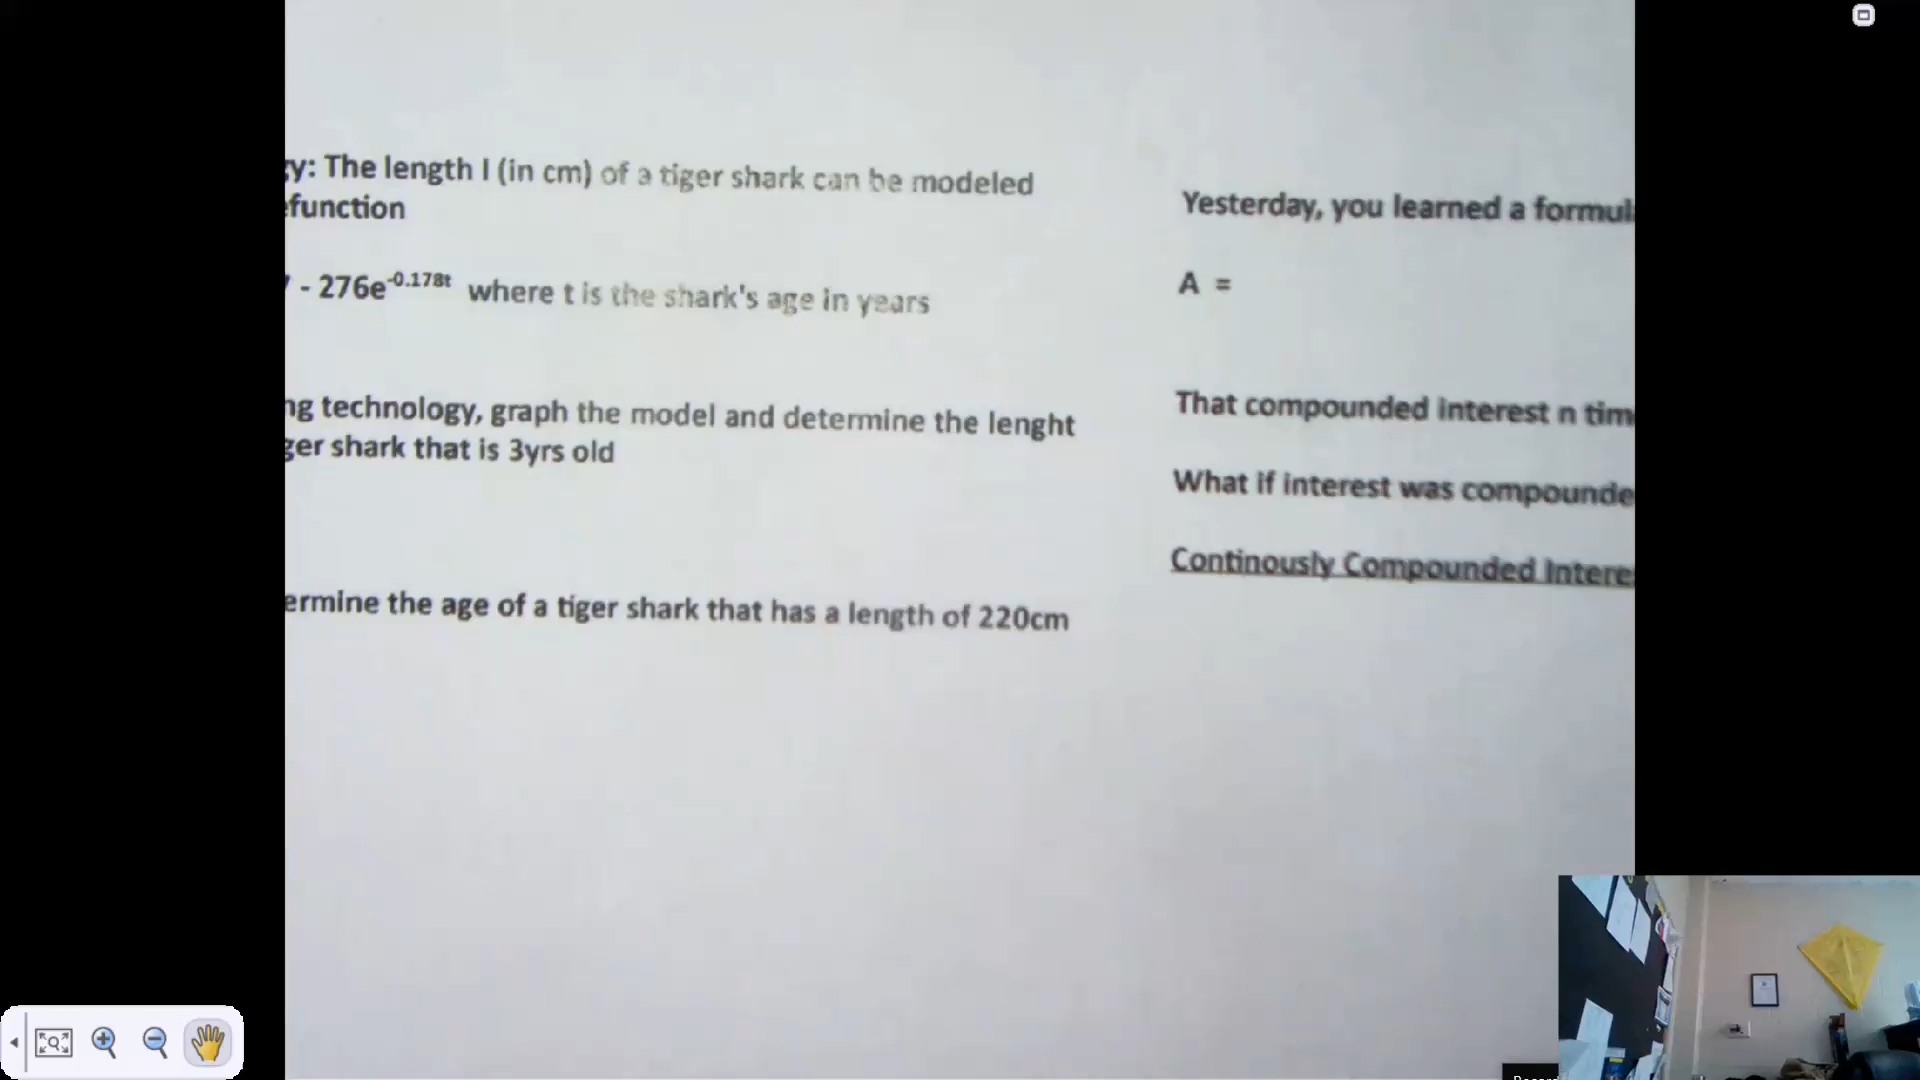 y: The length l (in cm) of a tiger shark can be modeled
function
- 276e^-0.178t where t is the shark's age in years
ng technology, graph the model and determine the lenght
ger shark that is 3yrs old
ermine the age of a tiger shark that has a length of 220cm
Yesterday, you learned a formul
A =
That compounded interest n tim
What if interest was compounde
Continously Compounded Intere